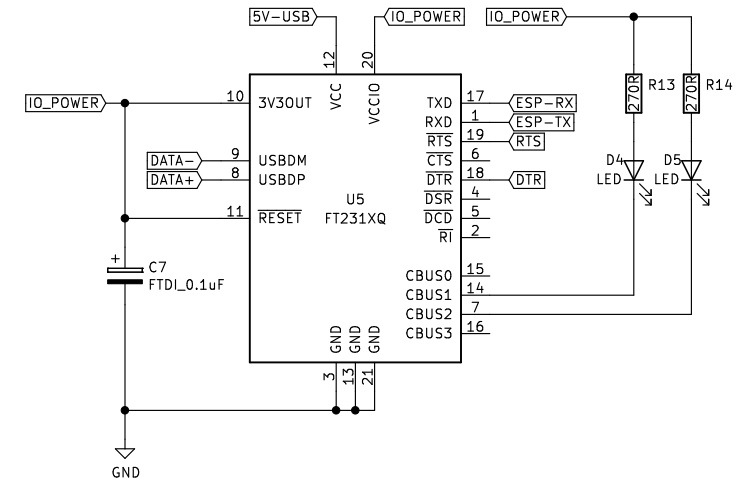 5V-USB
IO_POWER
IO_POWER
12
20
VCC
VCCIO
IO_POWER
10
3V3OUT
TXD
17
ESP-RX
RXD
1
ESP-TX
RTS
19
RTS
DATA-
9
USBDM
CTS
6
DATA+
8
USBDP
DTR
18
DTR
U5
FT231XQ
DSR
4
11
RESET
DCD
5
RI
2
CBUS0
15
CBUS1
14
CBUS2
7
CBUS3
16
+
C7
FTDI_0.1uF
GND
GND
GND
3
13
21
GND
270R
R13
270R
R14
D4
LED
D5
LED